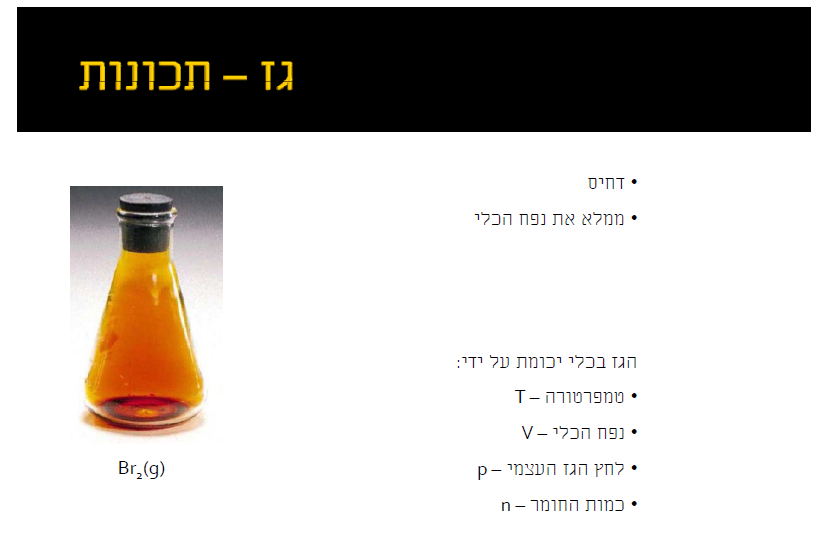 גז – תכונות
• דחיס
• ממלא את נפח הכלי
הגז בכלי יכומת על ידי:
• טמפרטורה – T
• נפח הכלי – V
• לחץ הגז העצמי – p
• כמות החומר – n
Br₂(g)